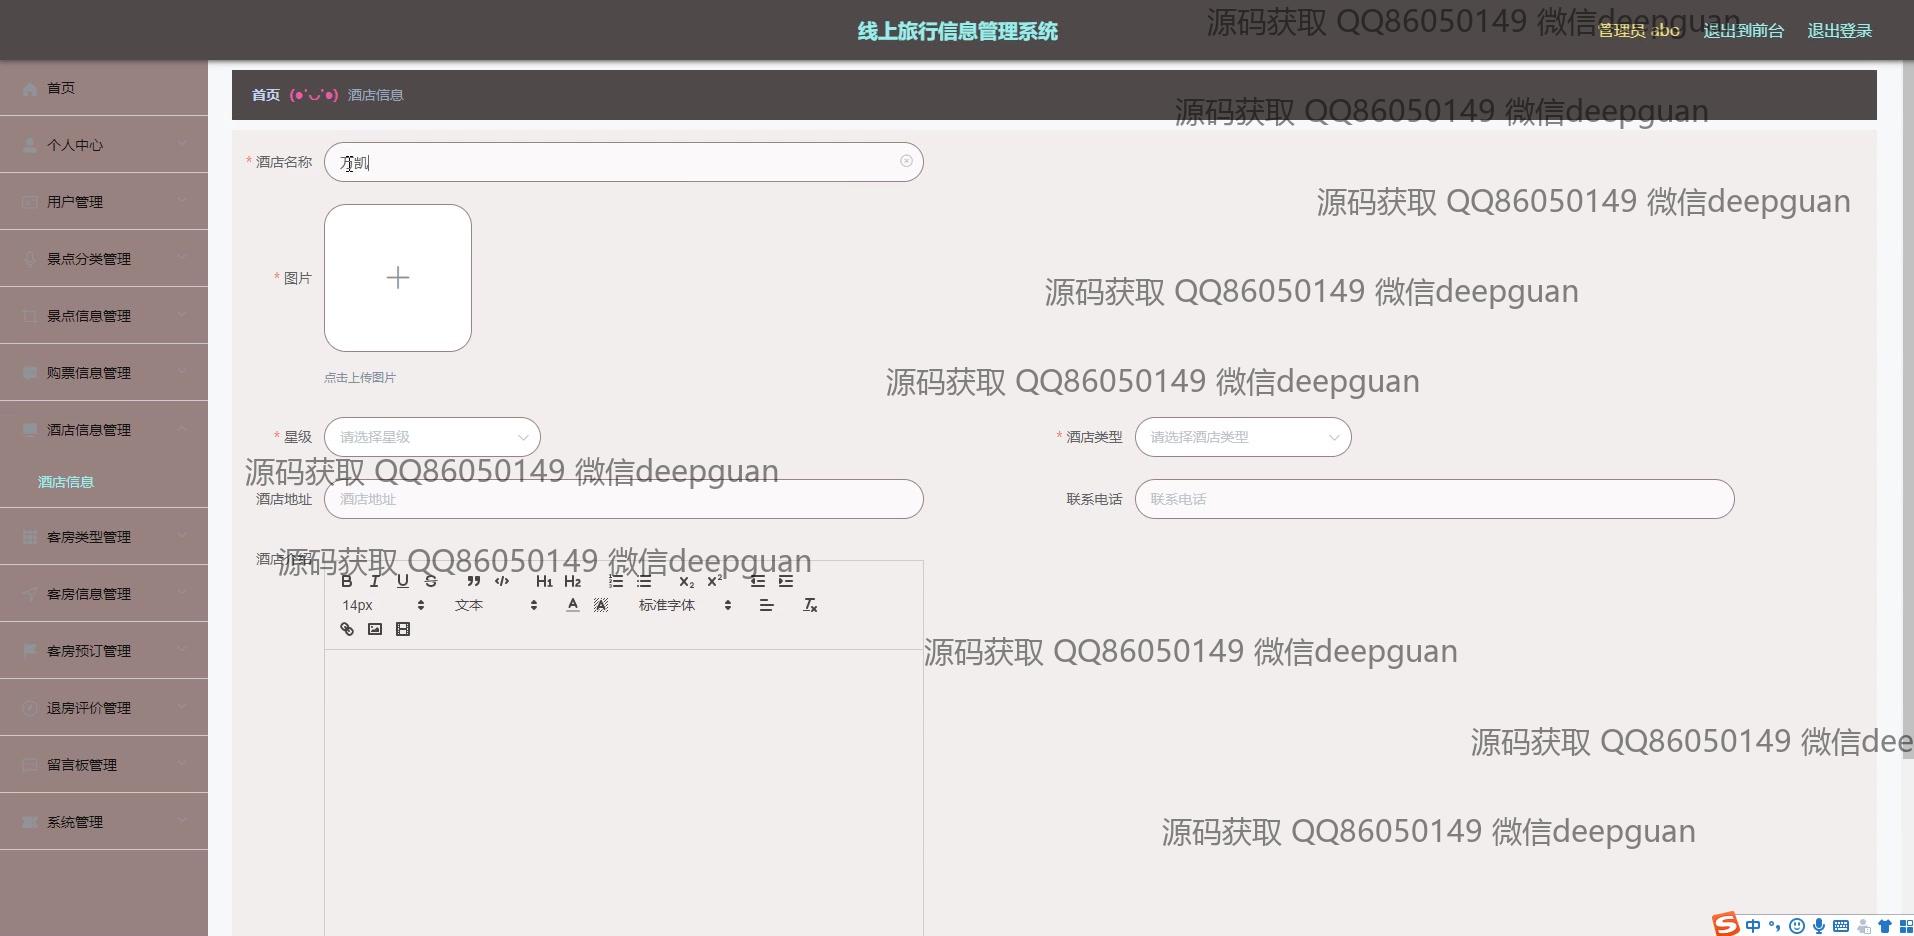 线上旅行信息管理系统
源码获取 QQ86050149 微信deepguan
管理员 abo 退出到前台 退出登录
首页
首页 (●'◡'●) 酒店信息
源码获取 QQ86050149 微信deepguan
个人中心
* 酒店名称
凯
用户管理
源码获取 QQ86050149 微信deepguan
景点分类管理
* 图片
源码获取 QQ86050149 微信deepguan
景点信息管理
购票信息管理
点击上传图片
源码获取 QQ86050149 微信deepguan
酒店信息管理
* 星级 请选择星级
* 酒店类型 请选择酒店类型
源码获取 QQ86050149 微信deepguan
酒店信息
酒店地址 酒店地址
联系电话 联系电话
客房类型管理
酒店介绍
源码获取 QQ86050149 微信deepguan
B I U S H1 H2 X₂ X²
客房信息管理
14px 文本 A A 标准字体
客房预订管理
源码获取 QQ86050149 微信deepguan
退房评价管理
源码获取 QQ86050149 微信dee
留言板管理
系统管理
源码获取 QQ86050149 微信deepguan
中